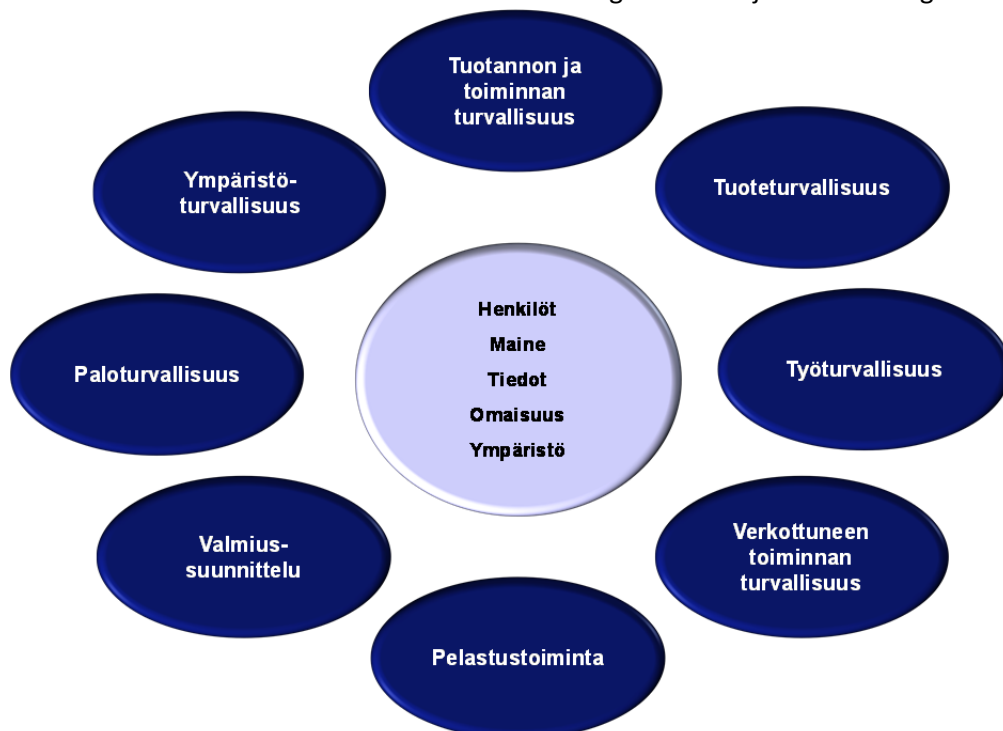 Tuotannon ja
toiminnan
turvallisuus
Ympäristö-
turvallisuus
Tuoteturvallisuus
Henkilöt
Maine
Tiedot
Omaisuus
Ympäristö
Paloturvallisuus
Työturvallisuus
Valmius-
suunnittelu
Verkottuneen
toiminnan
turvallisuus
Pelastustoiminta